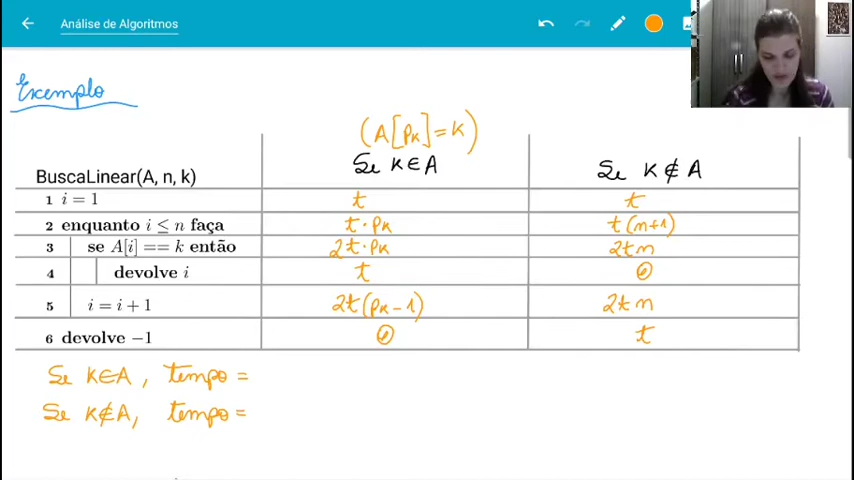 Análise de Algoritmos
Exemplo
(A[pk]=k)
BuscaLinear(A, n, k) Se k∈A Se k∉A
1 i = 1 t t
2 enquanto i ≤ n faça t·pk t(n+1)
3 se A[i] == k então 2t·pk 2tn
4 devolve i t 0
5 i = i + 1 2t(pk-1) 2tn
6 devolve −1 0 t
Se k∈A, tempo =
Se k∉A, tempo =